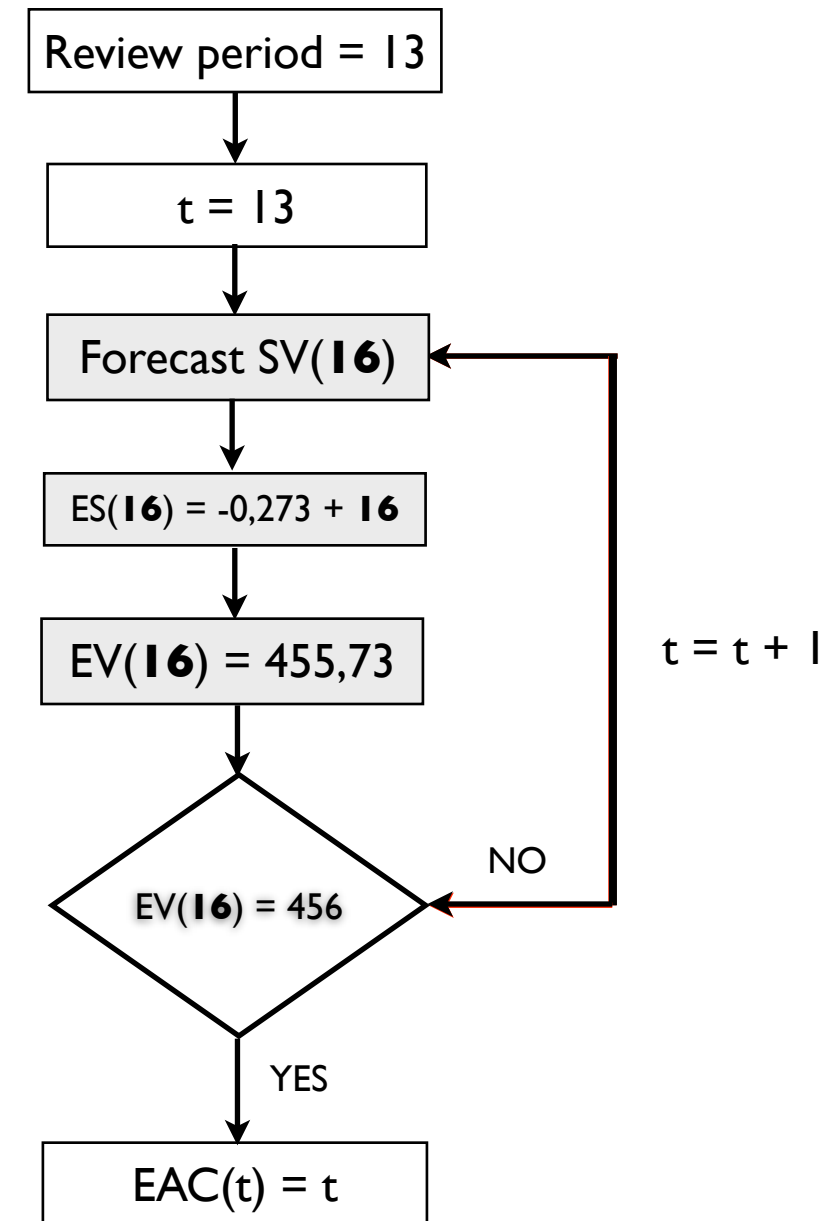 Review period = 13
t = 13
Forecast SV(16)
ES(16) = -0,273 + 16
EV(16) = 455,73
t = t + 1
NO
EV(16) = 456
YES
EAC(t) = t